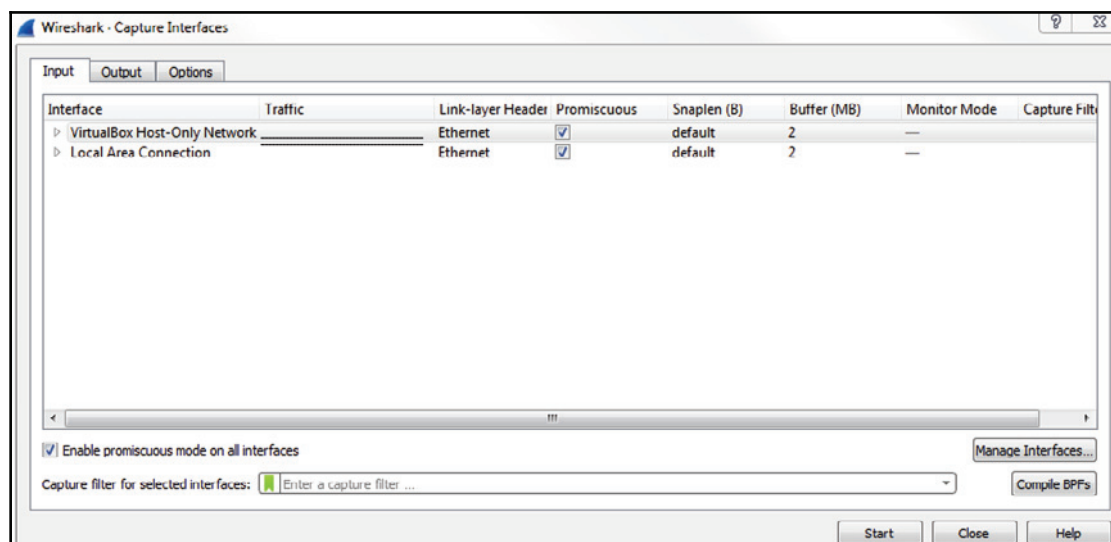 Wireshark - Capture Interfaces
Input Output Options
Interface Traffic Link-layer Header Promiscuous Snaplen (B) Buffer (MB) Monitor Mode Capture Filt
VirtualBox Host-Only Network Ethernet default 2 —
Local Area Connection Ethernet default 2 —
Enable promiscuous mode on all interfaces Manage Interfaces...
Capture filter for selected interfaces: Enter a capture filter ... Compile BPFs
Start Close Help